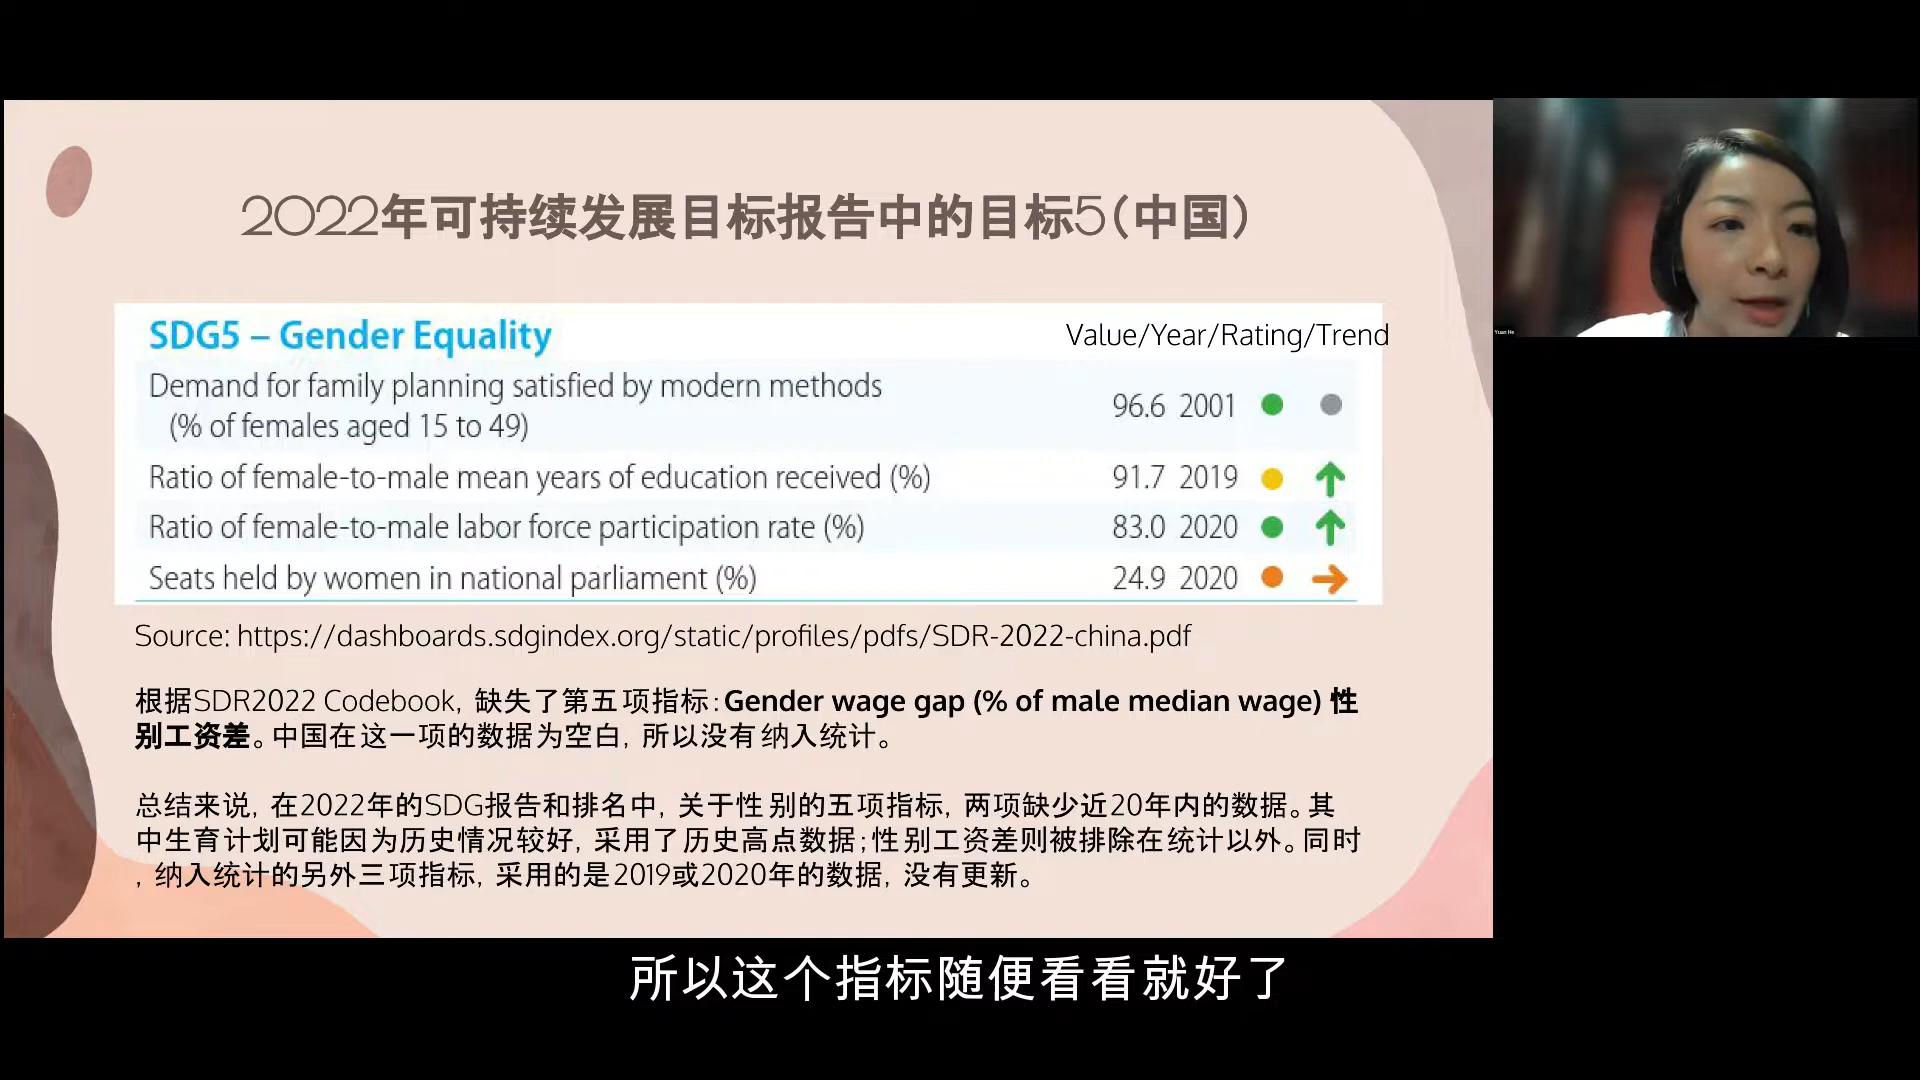 2022年可持续发展目标报告中的目标5(中国)
SDG5 – Gender Equality
Value/Year/Rating/Trend
Demand for family planning satisfied by modern methods
(% of females aged 15 to 49)
96.6 2001
Ratio of female-to-male mean years of education received (%) 91.7 2019
Ratio of female-to-male labor force participation rate (%) 83.0 2020
Seats held by women in national parliament (%) 24.9 2020
Source: https://dashboards.sdgindex.org/static/profiles/pdfs/SDR-2022-china.pdf
根据SDR2022 Codebook, 缺失了第五项指标:Gender wage gap (% of male median wage) 性
别工资差。中国在这一项的数据为空白, 所以没有纳入统计。
总结来说, 在2022年的SDG报告和排名中, 关于性别的五项指标, 两项缺少近20年内的数据。其
中生育计划可能因为历史情况较好, 采用了历史高点数据;性别工资差则被排除在统计以外。同时
, 纳入统计的另外三项指标, 采用的是2019或2020年的数据, 没有更新。
Yuan He
所以这个指标随便看看就好了